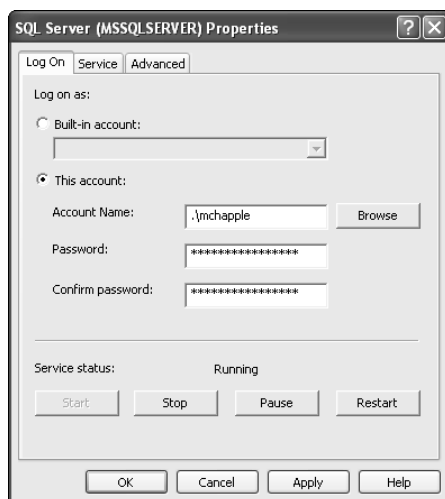 SQL Server (MSSQLSERVER) Properties
Log On Service Advanced
Log on as:
Built-in account:
This account:
Account Name: .\mchapple Browse
Password: ****************
Confirm password: ****************
Service status: Running
Start Stop Pause Restart
OK Cancel Apply Help